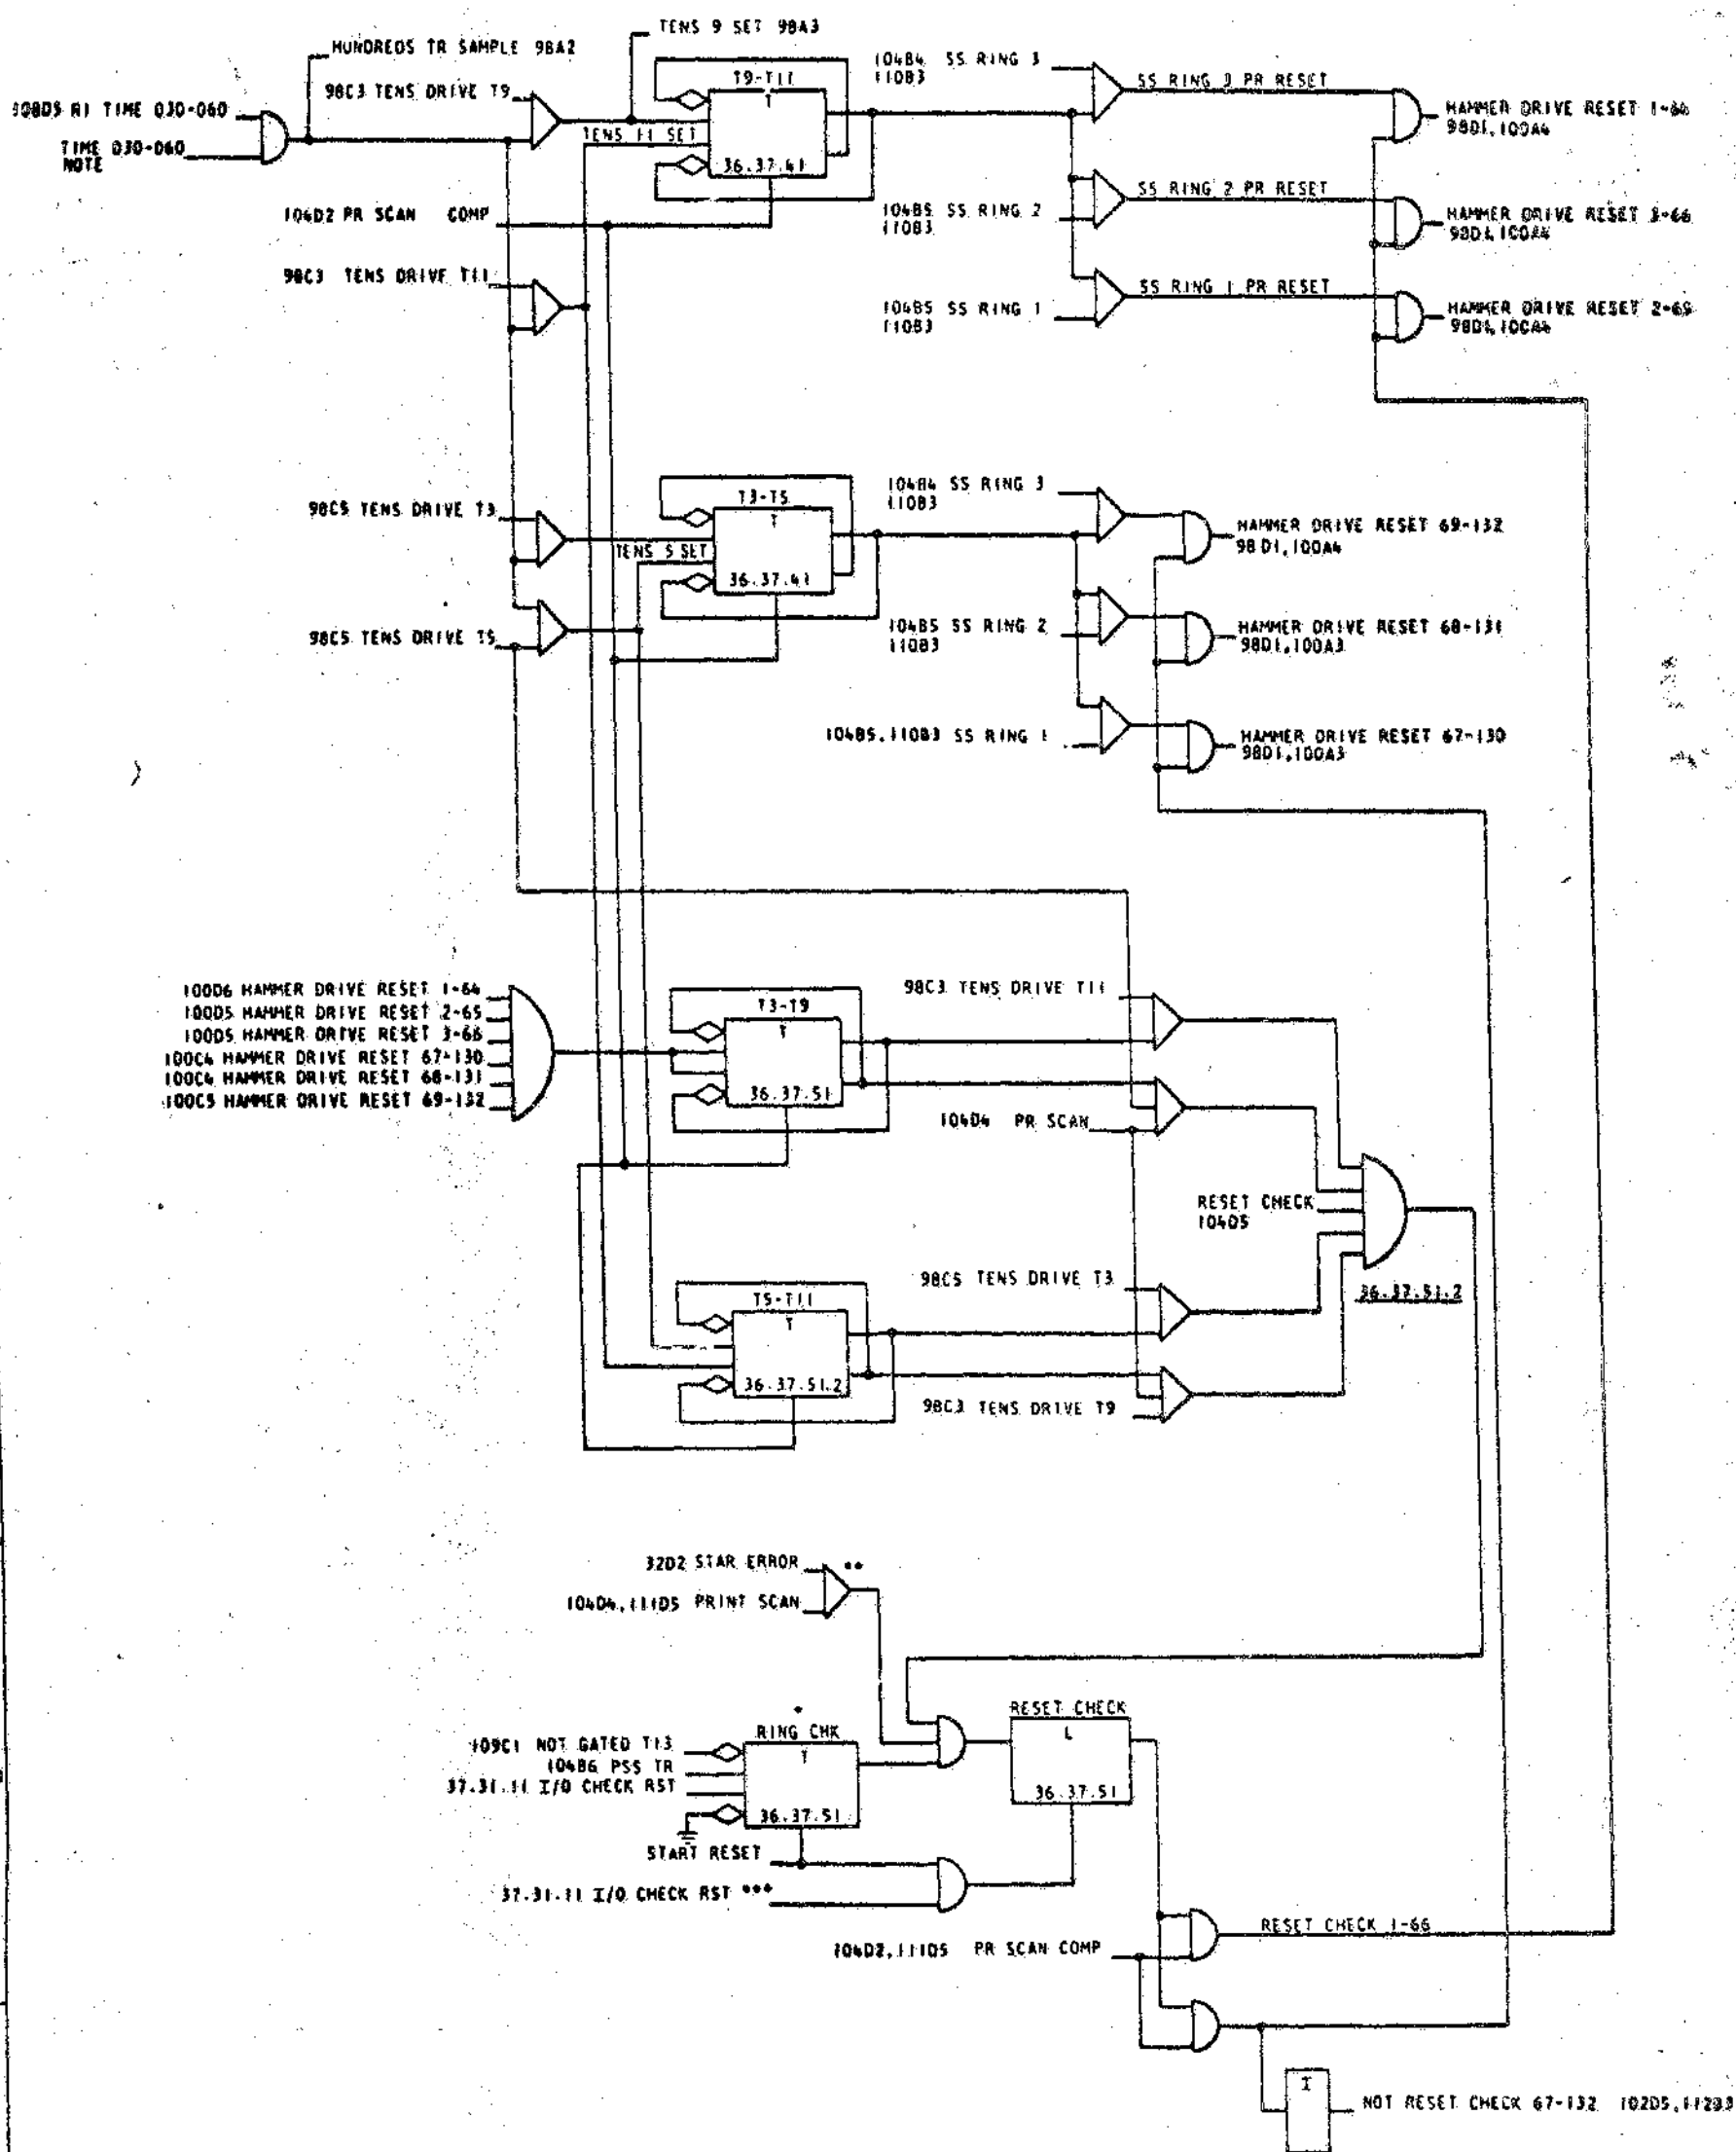 TENS 9 SET 98A3
HUNDREDS TR SAMPLE 98A2
98C3 TENS DRIVE T9
TIME 030-060
NOTE
TENS 11 SET
T9-T11
T
36.37.41
104D2 PR SCAN COMP
98C3 TENS DRIVE T11
104B4 SS RING 3
110B3
SS RING 3 PR RESET
HAMMER DRIVE RESET 1-64
98D1,100A4
104B5 SS RING 2
110B3
SS RING 2 PR RESET
HAMMER DRIVE RESET 3-66
98D1,100A4
104B5 SS RING 1
110B3
SS RING 1 PR RESET
HAMMER DRIVE RESET 2-65
98D1,100A4
98C5 TENS DRIVE T3
TENS 5 SET
T3-T5
T
36.37.41
98C5 TENS DRIVE T5
104B4 SS RING 3
110B3
HAMMER DRIVE RESET 69-132
98D1,100A4
104B5 SS RING 2
110B3
HAMMER DRIVE RESET 68-131
98D1,100A3
104B5,110B3 SS RING 1
HAMMER DRIVE RESET 67-130
98D1,100A3
100D6 HAMMER DRIVE RESET 1-64
100D5 HAMMER DRIVE RESET 2-65
100D5 HAMMER DRIVE RESET 3-66
100C4 HAMMER DRIVE RESET 67-130
100C4 HAMMER DRIVE RESET 68-131
100C3 HAMMER DRIVE RESET 69-132
T3-T9
T
36.37.51
98C3 TENS DRIVE T11
104D4 PR SCAN
RESET CHECK
104D5
36.37.51.2
98C5 TENS DRIVE T3
T5-T11
T
36.37.51.2
98C3 TENS DRIVE T9
32D2 STAR ERROR **
104D4,111D5 PRINT SCAN
*
RING CHK
T
36.37.51
109C1 NOT GATED T13
104B6 PSS TR
37.31.11 I/O CHECK RST
START RESET
37.31.11 I/O CHECK RST ***
RESET CHECK
L
36.37.51
RESET CHECK 1-66
104D2,111D5 PR SCAN COMP
I
NOT RESET CHECK 67-132 102D5,